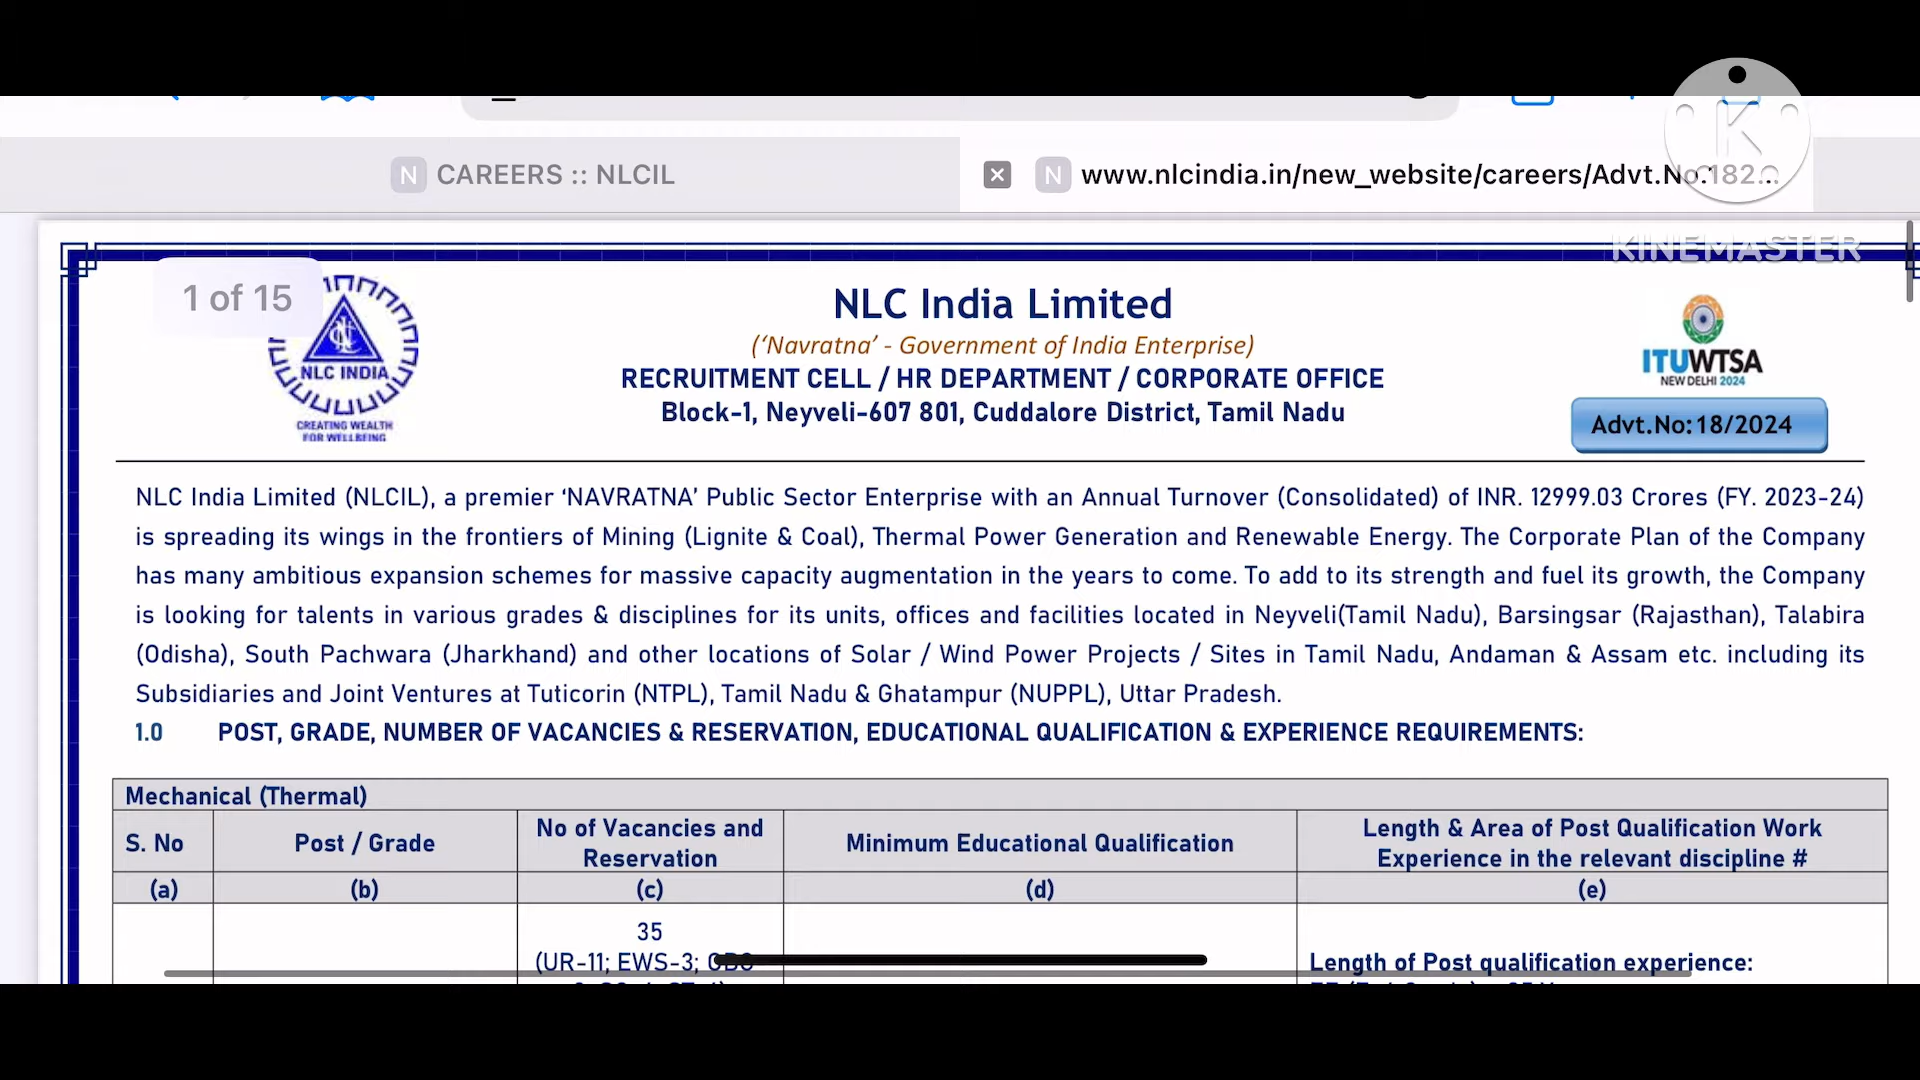 CAREERS :: NLCIL
www.nlcindia.in/new_website/careers/Advt.No.182...
KINEMASTER
1 of 15
NLC INDIA
CREATING WEALTH
FOR WELLBEING
NLC India Limited
(‘Navratna’ - Government of India Enterprise)
RECRUITMENT CELL / HR DEPARTMENT / CORPORATE OFFICE
Block-1, Neyveli-607 801, Cuddalore District, Tamil Nadu
ITUWTSA
NEW DELHI 2024
Advt.No:18/2024
NLC India Limited (NLCIL), a premier ‘NAVRATNA’ Public Sector Enterprise with an Annual Turnover (Consolidated) of INR. 12999.03 Crores (FY. 2023-24)
is spreading its wings in the frontiers of Mining (Lignite & Coal), Thermal Power Generation and Renewable Energy. The Corporate Plan of the Company
has many ambitious expansion schemes for massive capacity augmentation in the years to come. To add to its strength and fuel its growth, the Company
is looking for talents in various grades & disciplines for its units, offices and facilities located in Neyveli(Tamil Nadu), Barsingsar (Rajasthan), Talabira
(Odisha), South Pachwara (Jharkhand) and other locations of Solar / Wind Power Projects / Sites in Tamil Nadu, Andaman & Assam etc. including its
Subsidiaries and Joint Ventures at Tuticorin (NTPL), Tamil Nadu & Ghatampur (NUPPL), Uttar Pradesh.
1.0 POST, GRADE, NUMBER OF VACANCIES & RESERVATION, EDUCATIONAL QUALIFICATION & EXPERIENCE REQUIREMENTS:
Mechanical (Thermal)
S. No
Post / Grade
No of Vacancies and
Reservation
Minimum Educational Qualification
Length & Area of Post Qualification Work
Experience in the relevant discipline #
(a) (b) (c) (d) (e)
35
(UR-11; EWS-3;
Length of Post qualification experience: